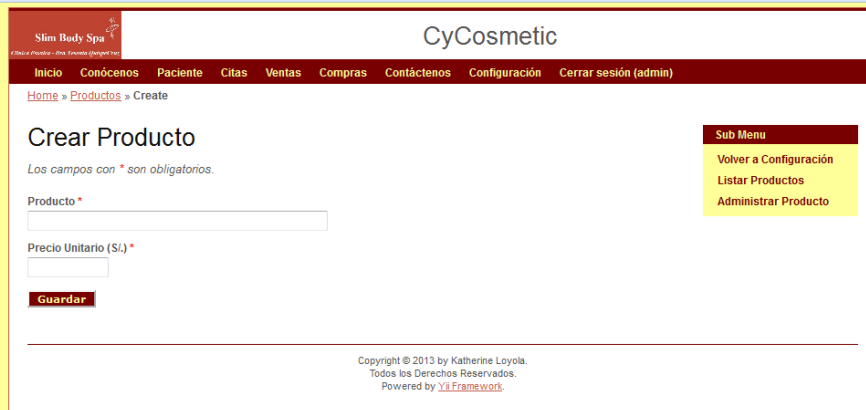 Slim Body Spa
CyCosmetic
Inicio Conócenos Paciente Citas Ventas Compras Contáctenos Configuración Cerrar sesión (admin)
Home » Productos » Create
Crear Producto
Los campos con * son obligatorios.
Producto *
Precio Unitario (S/.) *
Guardar
Sub Menu
Volver a Configuración
Listar Productos
Administrar Producto
Copyright © 2013 by Katherine Loyola.
Todos los Derechos Reservados.
Powered by Yii Framework.